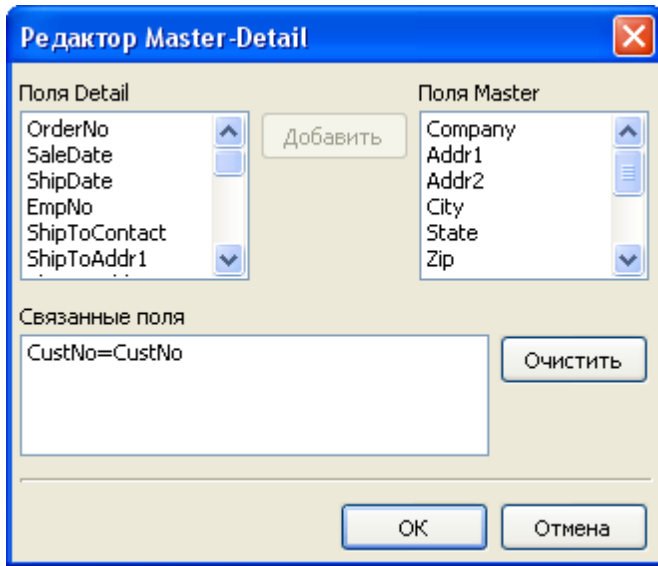 Редактор Master-Detail
Поля Detail
Поля Master
OrderNo
SaleDate
ShipDate
EmpNo
ShipToContact
ShipToAddr1
Добавить
Company
Addr1
Addr2
City
State
Zip
Связанные поля
CustNo=CustNo
Очистить
OK
Отмена